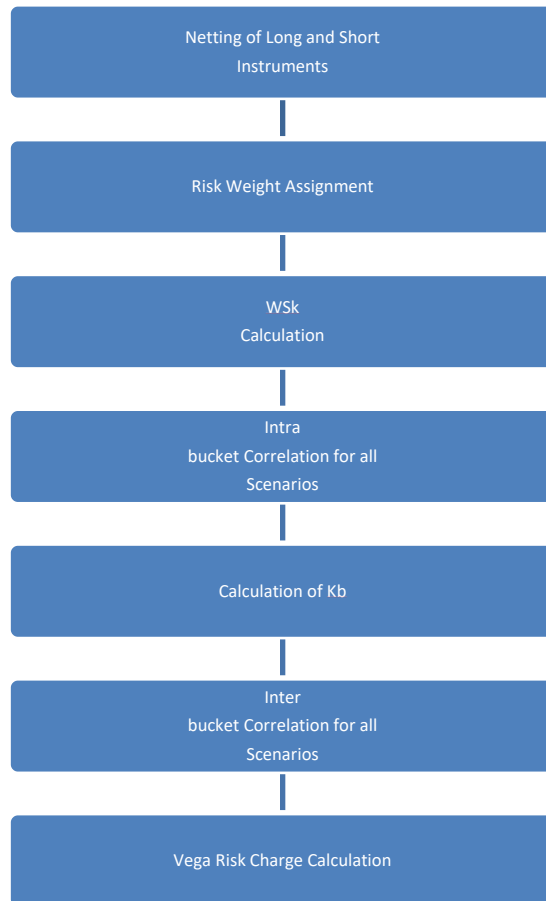 Netting of Long and Short
Instruments
Risk Weight Assignment
WSk
Calculation
Intra
bucket Correlation for all
Scenarios
Calculation of Kb
Inter
bucket Correlation for all
Scenarios
Vega Risk Charge Calculation